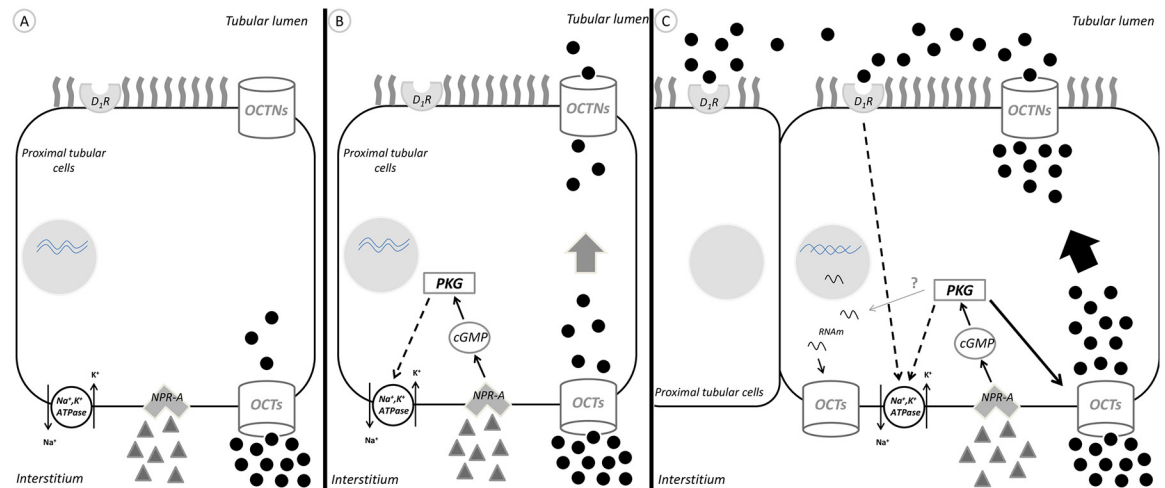 A
Tubular lumen
D1R
OCTNs
Proximal tubular
cells
K+
Na+,K+
ATPase
Na+
NPR-A
OCTs
Interstitium
B
Tubular lumen
D1R
OCTNs
Proximal tubular
cells
PKG
cGMP
K+
Na+,K+
ATPase
Na+
NPR-A
OCTs
Interstitium
C
Tubular lumen
D1R
D1R
OCTNs
?
PKG
RNAm
cGMP
K+
Proximal tubular cells
OCTs
Na+,K+
ATPase
Na+
NPR-A
OCTs
Interstitium